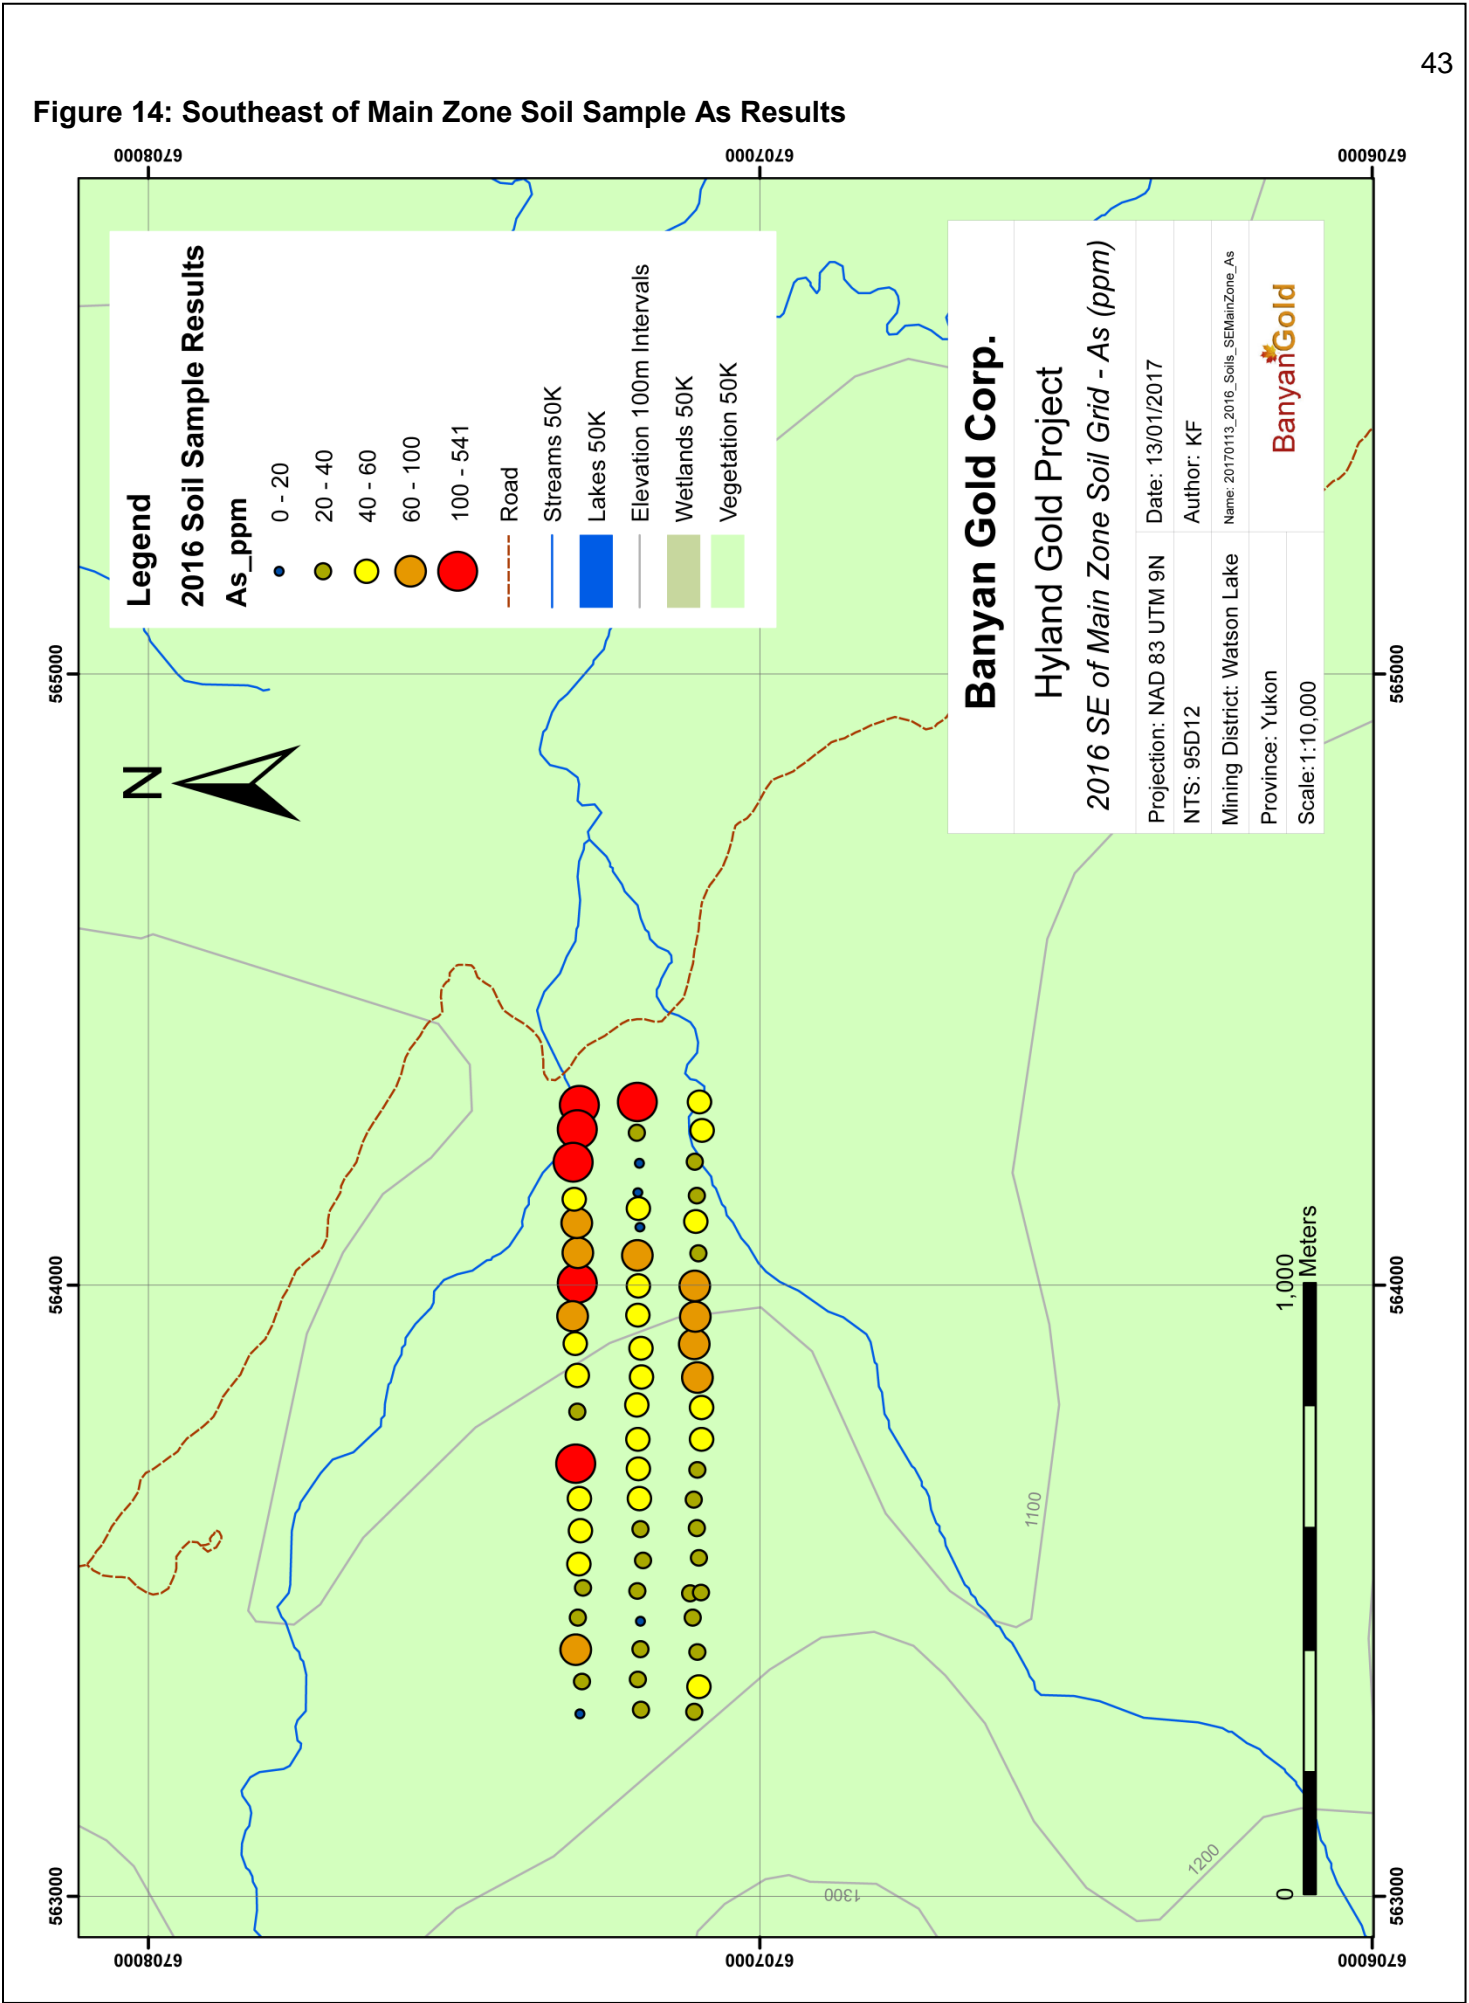 43
Figure 14: Southeast of Main Zone Soil Sample As Results
6708000
6707000
6706000
565000
564000
563000
565000
564000
563000
6708000
6707000
6706000
N
Legend
2016 Soil Sample Results
As_ppm
0 - 20
20 - 40
40 - 60
60 - 100
100 - 541
Road
Streams 50K
Lakes 50K
Elevation 100m Intervals
Wetlands 50K
Vegetation 50K
Banyan Gold Corp.
Hyland Gold Project
2016 SE of Main Zone Soil Grid - As (ppm)
Projection: NAD 83 UTM 9N
Date: 13/01/2017
NTS: 95D12
Author: KF
Mining District: Watson Lake
Name: 20170113_2016_Soils_SEMainZone_As
Province: Yukon
Scale:1:10,000
BanyanGold
1100
1200
1300
0
1,000
Meters